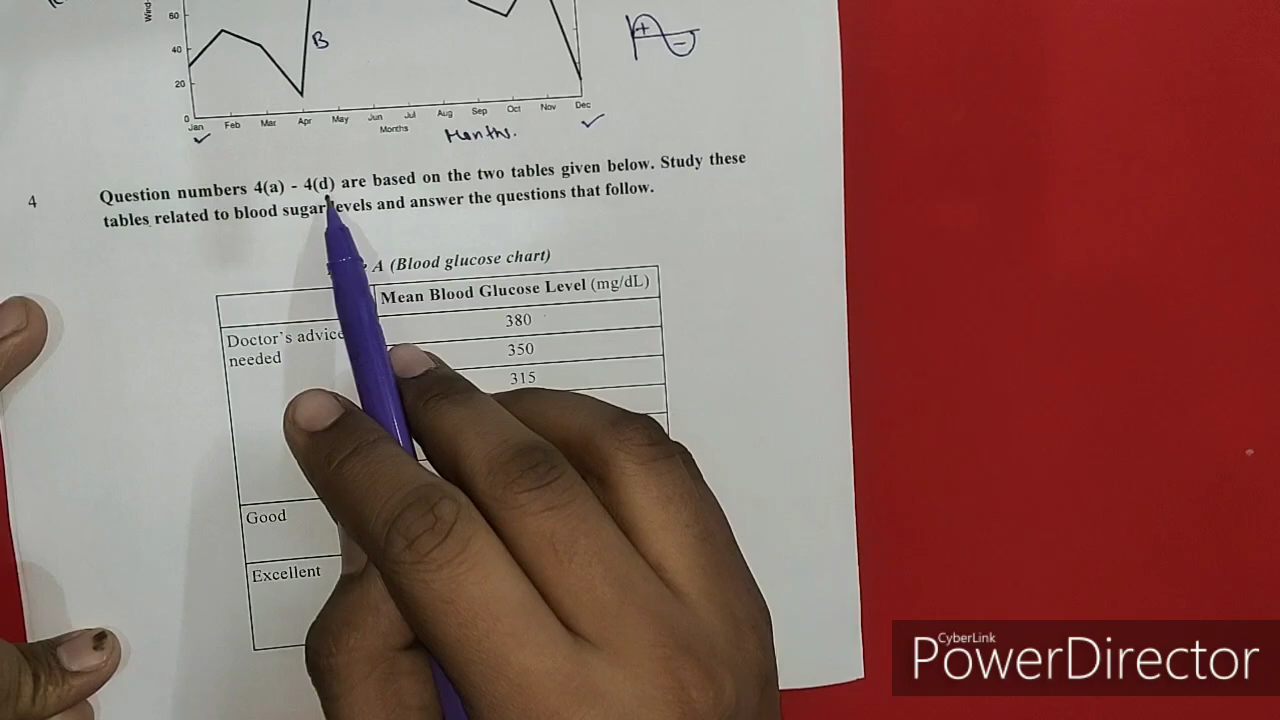 Wind-
60
40
20
0
B
+
-
Jan Feb Mar Apr May Jun Jul Aug Sep Oct Nov Dec
Months
Months.
4
Question numbers 4(a) - 4(d) are based on the two tables given below. Study these
tables related to blood sugar levels and answer the questions that follow.
A (Blood glucose chart)
Mean Blood Glucose Level (mg/dL)
Doctor's advice
needed
380
350
315
Good
Excellent
CyberLink
PowerDirector